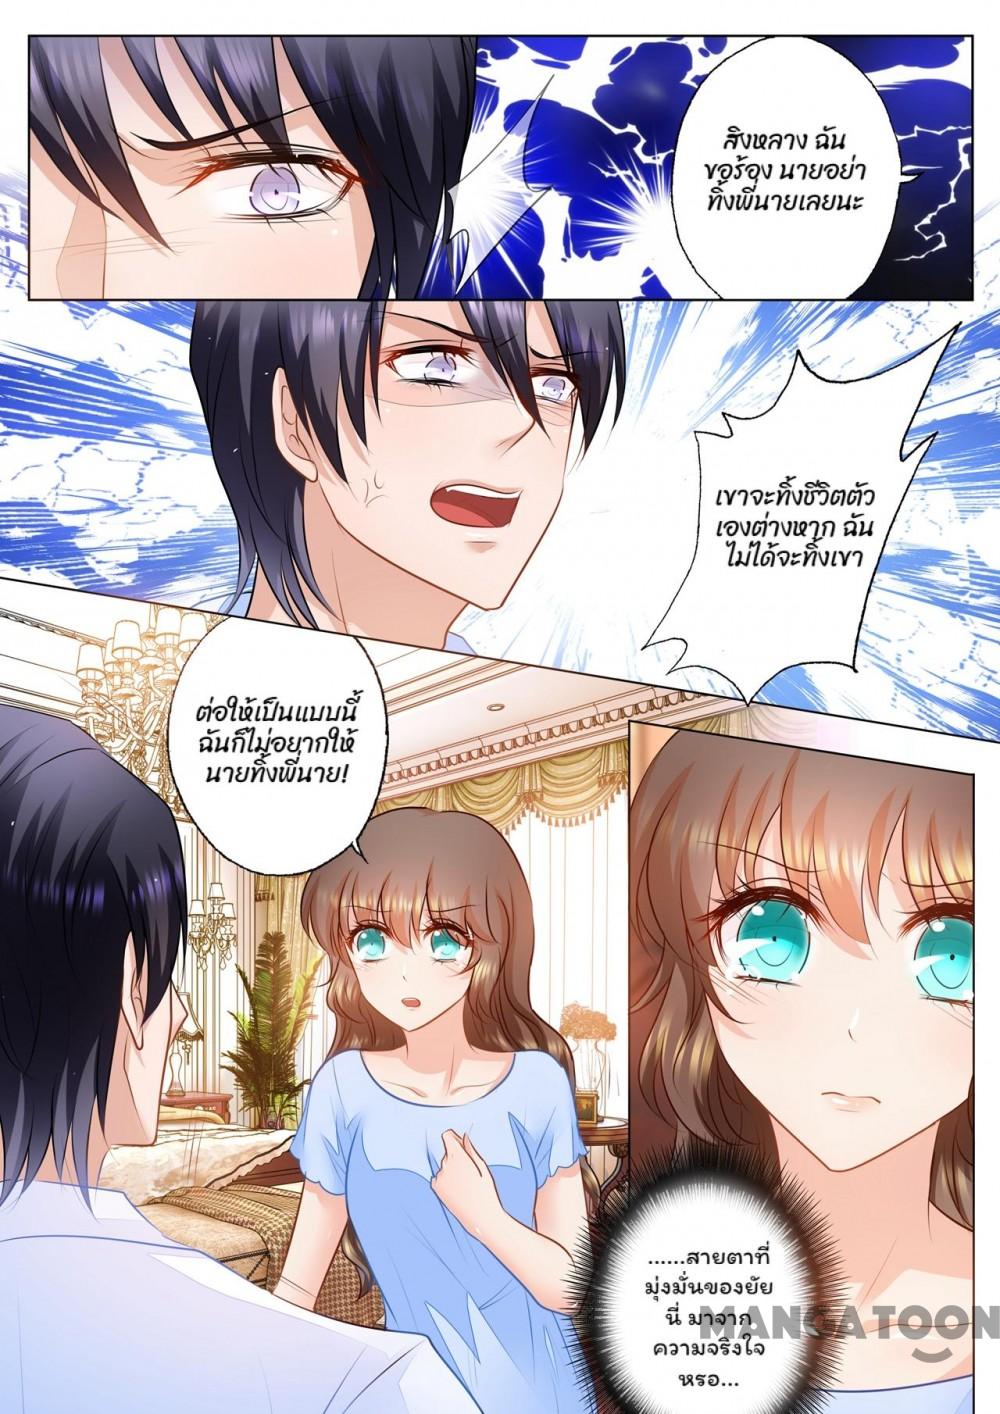 สิงหลาง ฉัน
ขอร้อง นายอย่า
ทิ้งพี่นายเลยนะ
เขาจะทิ้งชีวิตตัว
เองต่างหาก ฉัน
ไม่ได้จะทิ้งเขา
ต่อให้เป็นแบบนี้
ฉันก็ไม่อยากให้
นายทิ้งพี่นาย!
......สายตาที่
มุ่งมั่นของยัย
นี่ มาจาก
ความจริงใจ
หรอ...
MANGATOON